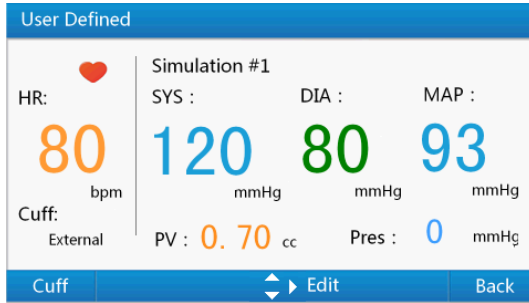 User Defined
Simulation #1
HR:
SYS :
DIA :
MAP :
80
120
80
93
bpm
mmHg
mmHg
mmHg
Cuff:
External
PV : 0. 70 cc
Pres : 0 mmHg
Cuff
Edit
Back